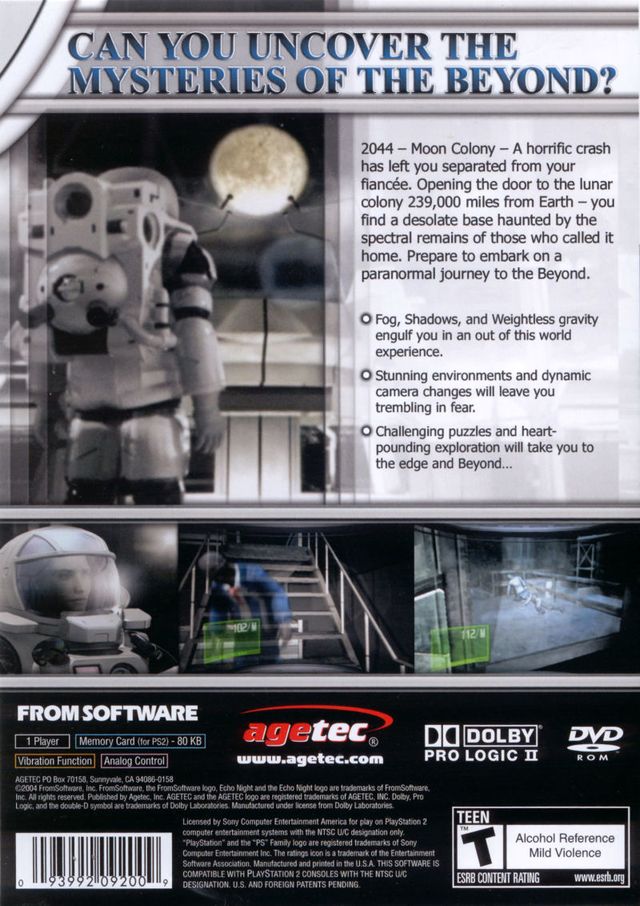 CAN YOU UNCOVER THE
MYSTERIES OF THE BEYOND?
2044 – Moon Colony – A horrific crash
has left you separated from your
fiancée. Opening the door to the lunar
colony 239,000 miles from Earth – you
find a desolate base haunted by the
spectral remains of those who called it
home. Prepare to embark on a
paranormal journey to the Beyond.
Fog, Shadows, and Weightless gravity
engulf you in an out of this world
experience.
Stunning environments and dynamic
camera changes will leave you
trembling in fear.
Challenging puzzles and heart-
pounding exploration will take you to
the edge and Beyond...
102/M
112/M
FROMSOFTWARE
1 Player
Memory Card (for PS2) - 80 KB
Vibration Function
Analog Control
agetec®
www.agetec.com
DOLBY®
PRO LOGIC II
DVD
ROM
AGETEC PO Box 70158, Sunnyvale, CA 94086-0158
©2004 FromSoftware, Inc. FromSoftware, the FromSoftware logo, Echo Night and the Echo Night logo are trademarks of FromSoftware,
Inc. All rights reserved. Published by Agetec, Inc. AGETEC and the AGETEC logo are registered trademarks of AGETEC, INC. Dolby, Pro
Logic, and the double-D symbol are trademarks of Dolby Laboratories. Manufactured under license from Dolby Laboratories.
Licensed by Sony Computer Entertainment America for play on PlayStation 2
computer entertainment systems with the NTSC U/C designation only.
"PlayStation" and the "PS" Family logo are registered trademarks of Sony
Computer Entertainment Inc. The ratings icon is a trademark of the Entertainment
Software Association. Manufactured and printed in the U.S.A. THIS SOFTWARE IS
COMPATIBLE WITH PLAYSTATION 2 CONSOLES WITH THE NTSC U/C
DESIGNATION. U.S. AND FOREIGN PATENTS PENDING.
0 93992 09200 9
TEEN
T™
Alcohol Reference
Mild Violence
ESRB CONTENT RATING
www.esrb.org